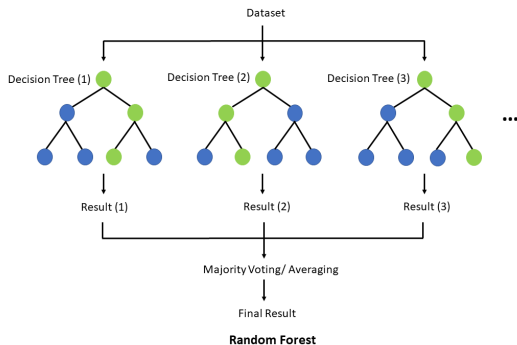 Dataset
Decision Tree (1)
Decision Tree (2)
Decision Tree (3)
...
Result (1)
Result (2)
Result (3)
Majority Voting/ Averaging
Final Result
Random Forest